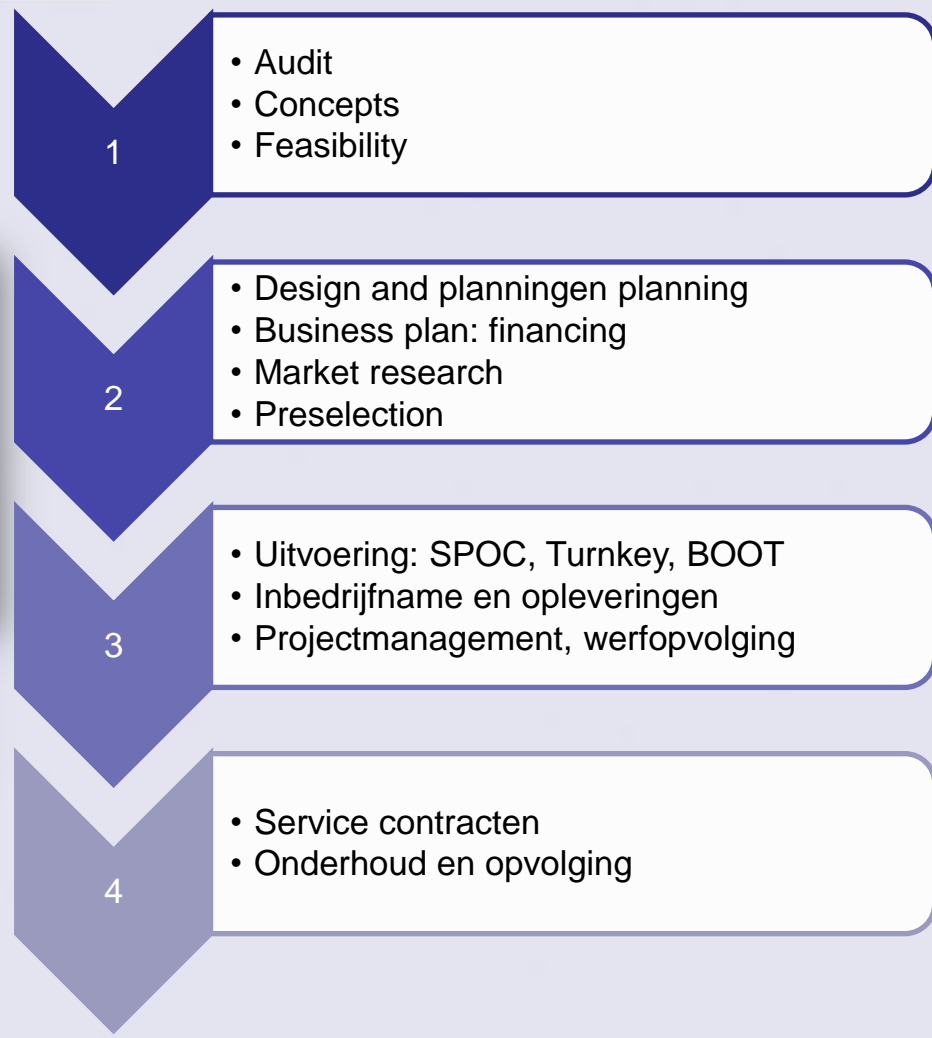 1
• Audit
• Concepts
• Feasibility
2
• Design and planningen planning
• Business plan: financing
• Market research
• Preselection
3
• Uitvoering: SPOC, Turnkey, BOOT
• Inbedrijfname en opleveringen
• Projectmanagement, werfopvolging
4
• Service contracten
• Onderhoud en opvolging